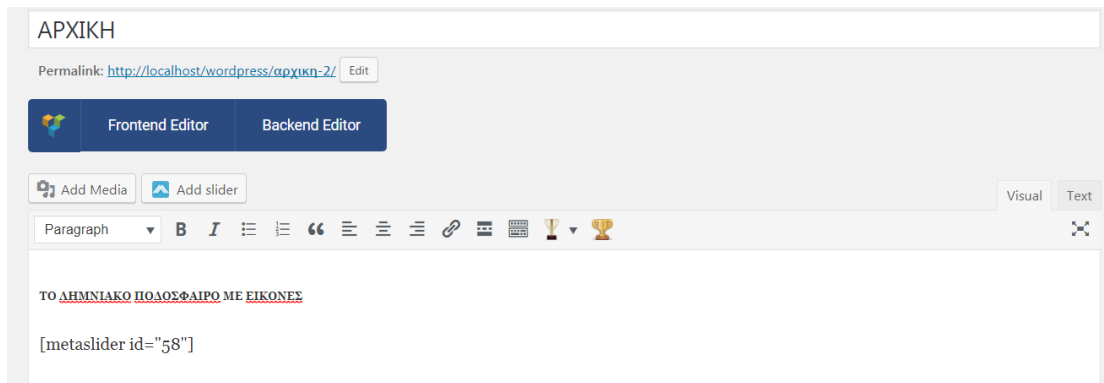 ΑΡΧΙΚΗ
Permalink: http://localhost/wordpress/αρχικη-2/ Edit
Frontend Editor Backend Editor
Add Media Add slider
Visual Text
Paragraph B I
ΤΟ ΛΗΜΝΙΑΚΟ ΠΟΔΟΣΦΑΙΡΟ ΜΕ ΕΙΚΟΝΕΣ
[metaslider id="58"]